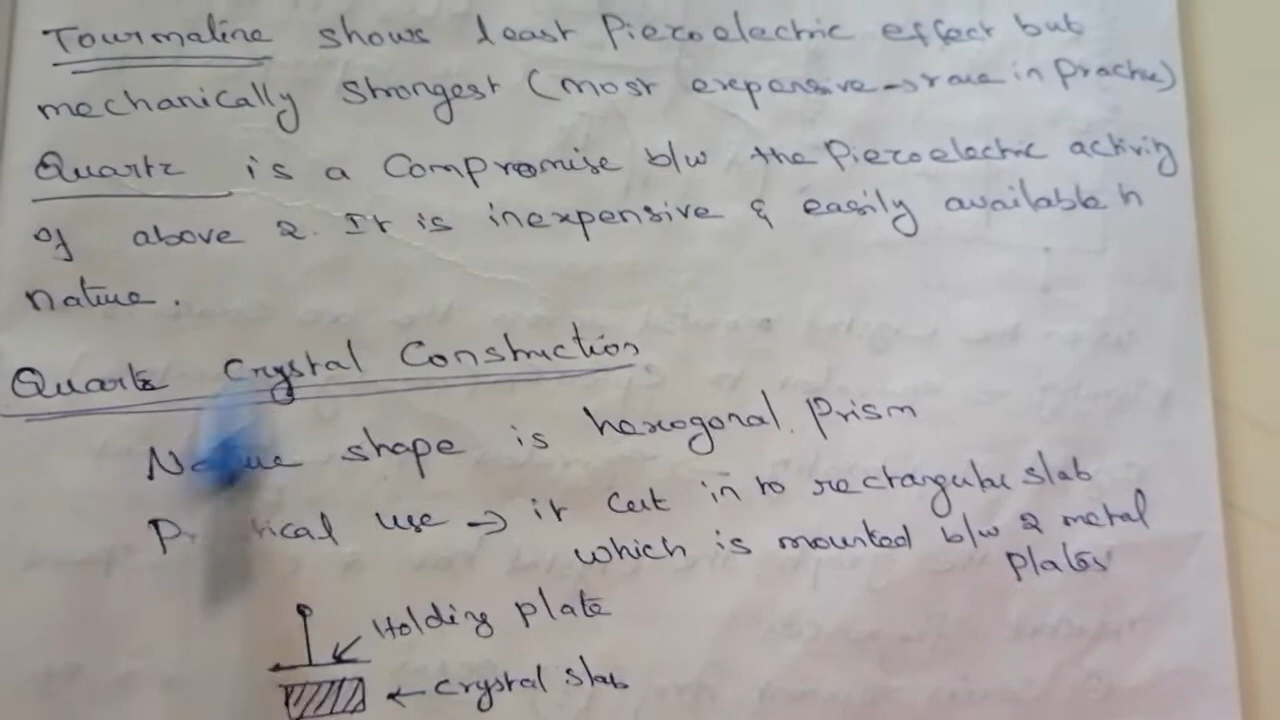 Tourmaline shows least Piezoelectric effect but
mechanically strongest (most expensive → rare in practice)
Quartz is a Compromise b/w the Piezoelectric activity
of above 2. It is inexpensive & easily available in
nature.
Quartz Crystal Construction
shape is hexogonal Prism
use → it cut in to rectangular slab
which is mounted b/w 2 metal
plates
Holding plate
← crystal slab